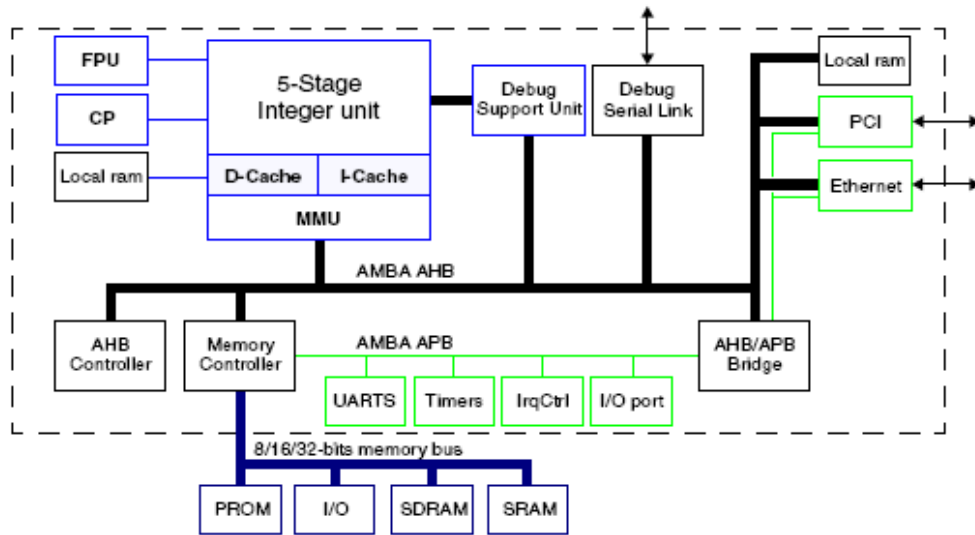 FPU
CP
Local ram
5-Stage
Integer unit
D-Cache
I-Cache
MMU
Debug
Support Unit
Debug
Serial Link
Local ram
PCI
Ethernet
AMBA AHB
AHB
Controller
Memory
Controller
AMBA APB
AHB/APB
Bridge
UARTS
Timers
IrqCtrl
I/O port
8/16/32-bits memory bus
PROM
I/O
SDRAM
SRAM